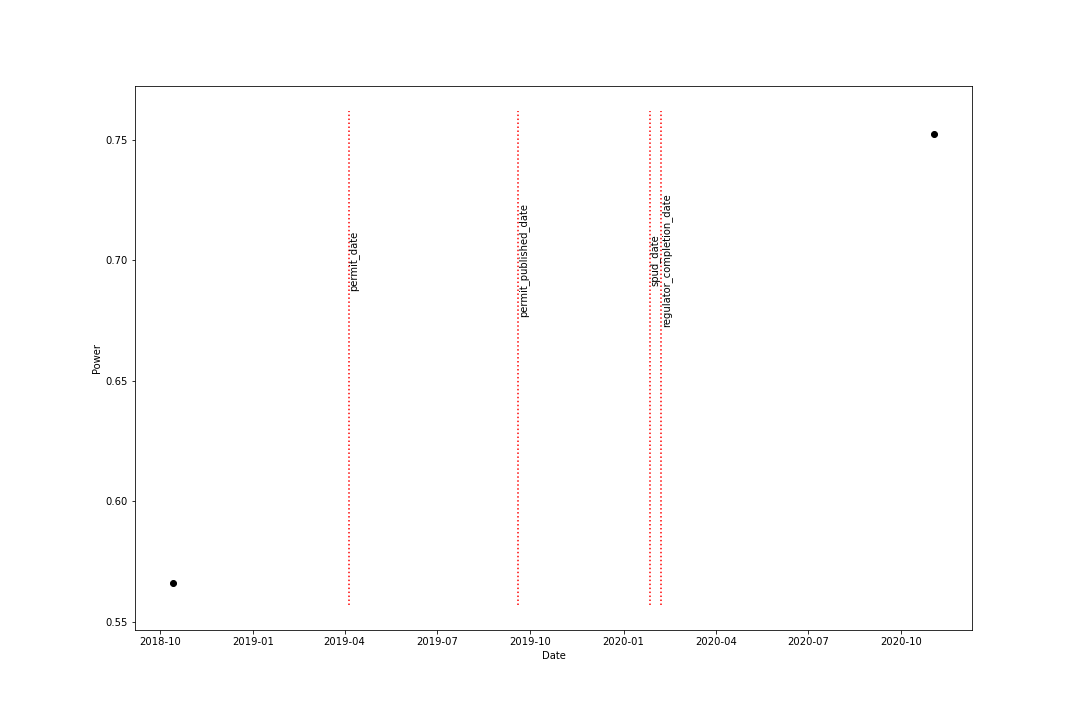 0.75
0.70
0.65
0.60
0.55
Power
permit_date
permit_published_date
spud_date
regulator_completion_date
2018-10
2019-01
2019-04
2019-07
2019-10
2020-01
2020-04
2020-07
2020-10
Date